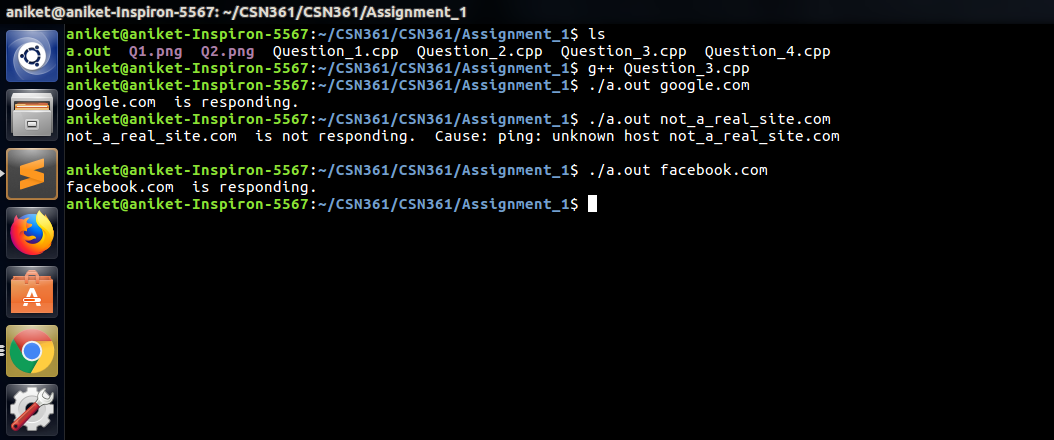 aniket@aniket-Inspiron-5567: ~/CSN361/CSN361/Assignment_1
aniket@aniket-Inspiron-5567:~/CSN361/CSN361/Assignment_1$ ls
a.out  Q1.png  Q2.png  Question_1.cpp  Question_2.cpp  Question_3.cpp  Question_4.cpp
aniket@aniket-Inspiron-5567:~/CSN361/CSN361/Assignment_1$ g++ Question_3.cpp
aniket@aniket-Inspiron-5567:~/CSN361/CSN361/Assignment_1$ ./a.out google.com
google.com  is responding.
aniket@aniket-Inspiron-5567:~/CSN361/CSN361/Assignment_1$ ./a.out not_a_real_site.com
not_a_real_site.com  is not responding.  Cause: ping: unknown host not_a_real_site.com
aniket@aniket-Inspiron-5567:~/CSN361/CSN361/Assignment_1$ ./a.out facebook.com
facebook.com  is responding.
aniket@aniket-Inspiron-5567:~/CSN361/CSN361/Assignment_1$